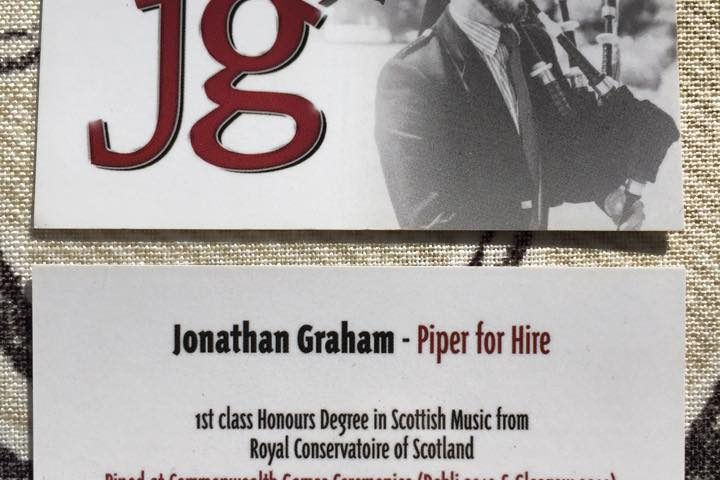 Jg
Jonathan Graham - Piper for Hire
1st class Honours Degree in Scottish Music from
Royal Conservatoire of Scotland
Piped at Commonwealth Games Ceremonies